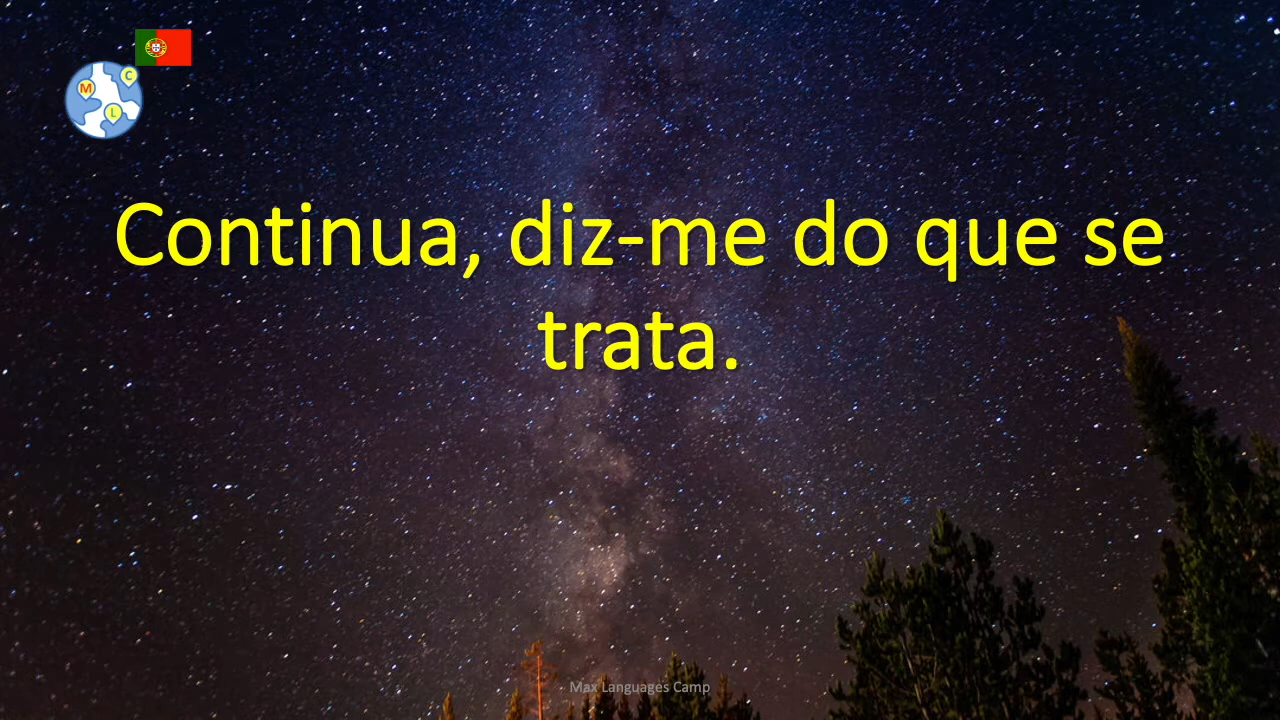 M
C
L
Continua, diz-me do que se
trata.
Max Languages Camp